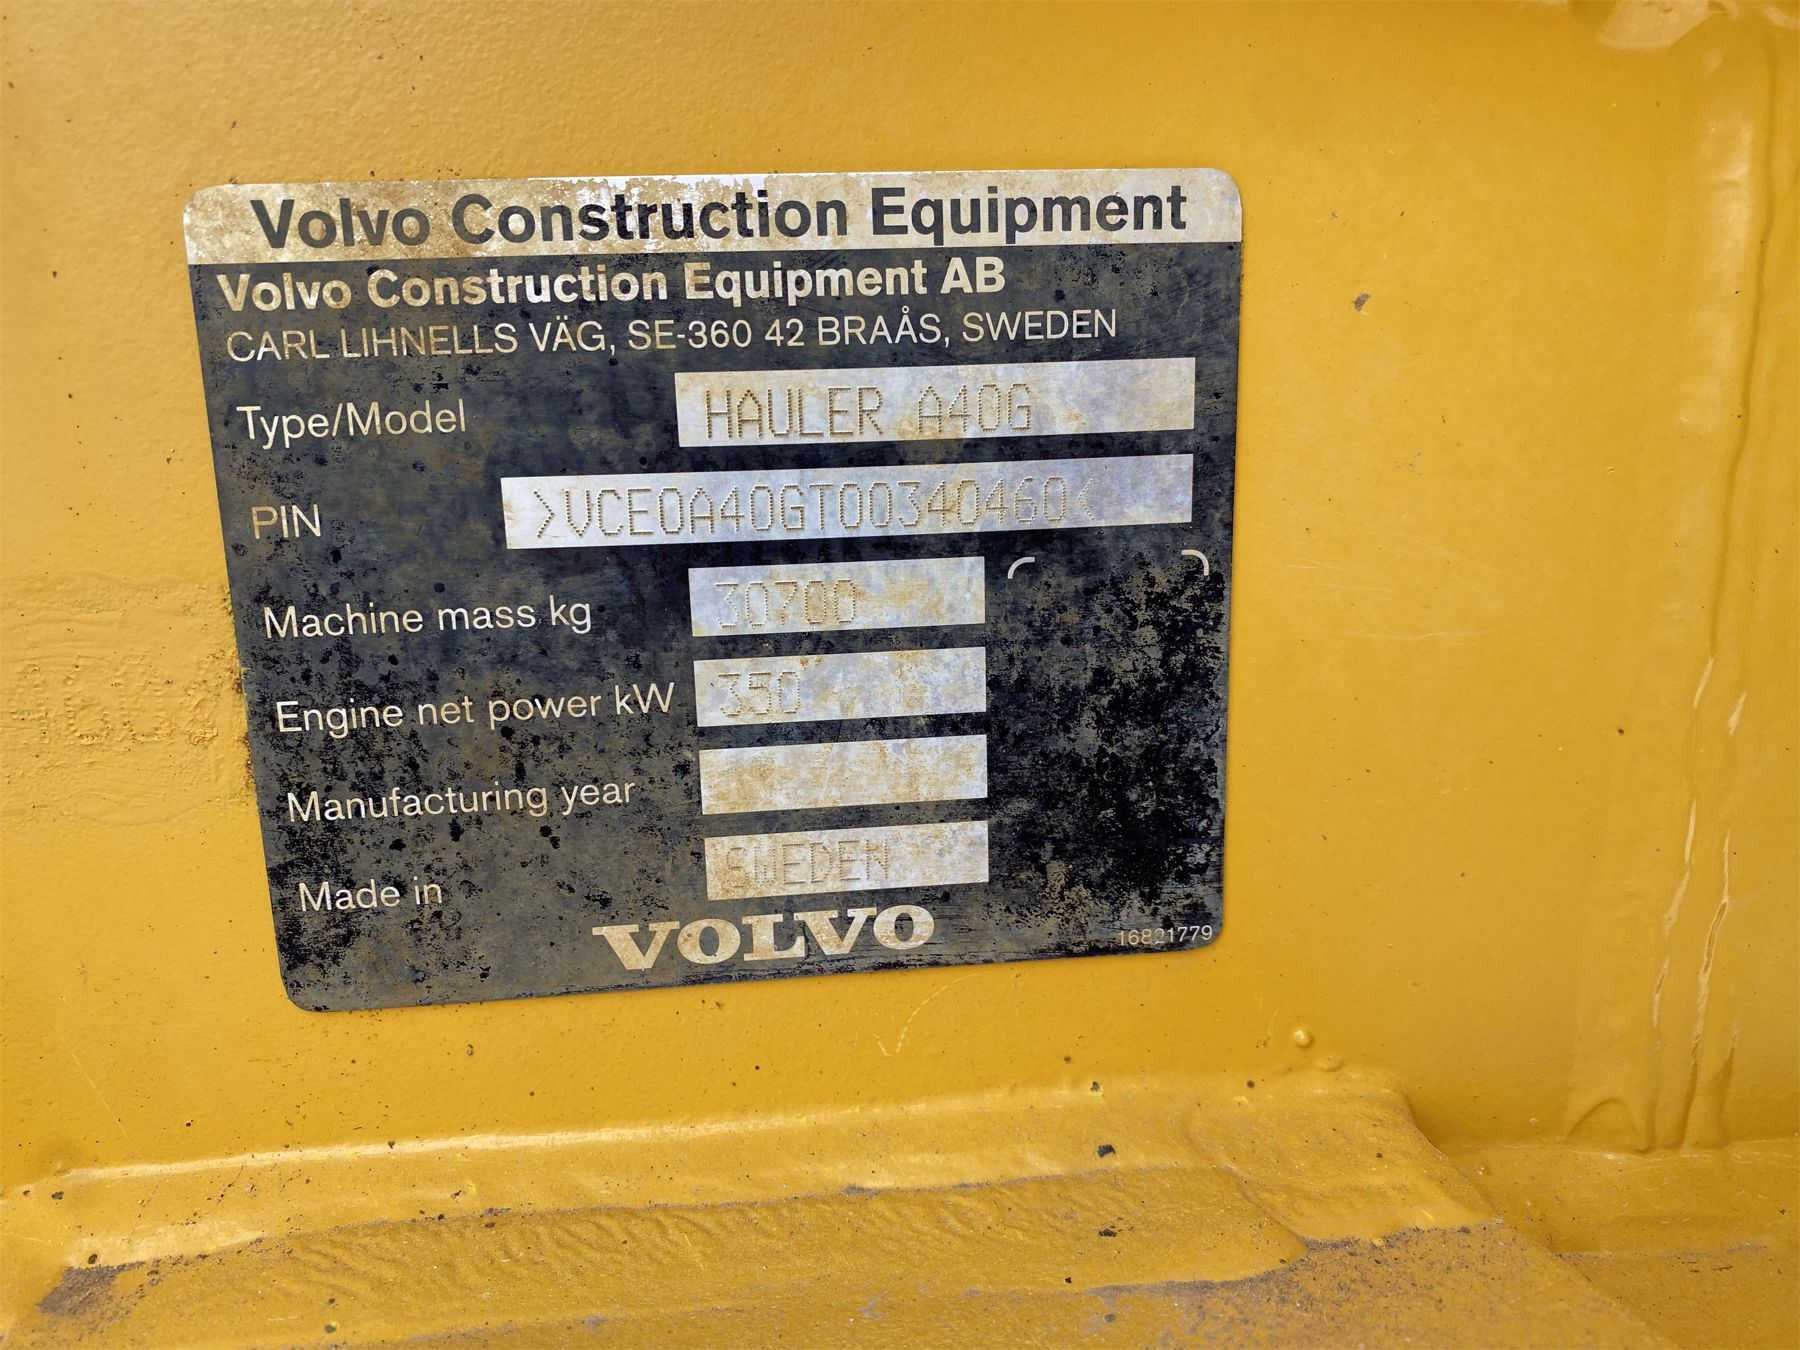 Volvo Construction Equipment
Volvo Construction Equipment AB
CARL LIHNELLS VÄG, SE-360 42 BRAÅS, SWEDEN
Type/Model HAULER A40G
PIN >VCE0A40GT00340460<
Machine mass kg 30700
Engine net power kW 350
Manufacturing year
Made in SWEDEN
VOLVO
16821779